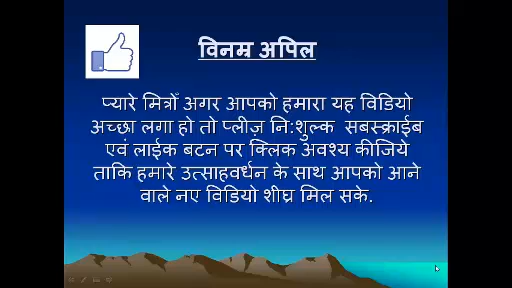 विनम्र अपिल
प्यारे मित्रोँ अगर आपको हमारा यह विडियो
अच्छा लगा हो तो प्लीज़ नि:शुल्क सबस्क्राईब
एवं लाईक बटन पर क्लिक अवश्य कीजिये
ताकि हमारे उत्साहवर्धन के साथ आपको आने
वाले नए विडियो शीघ्र मिल सके.